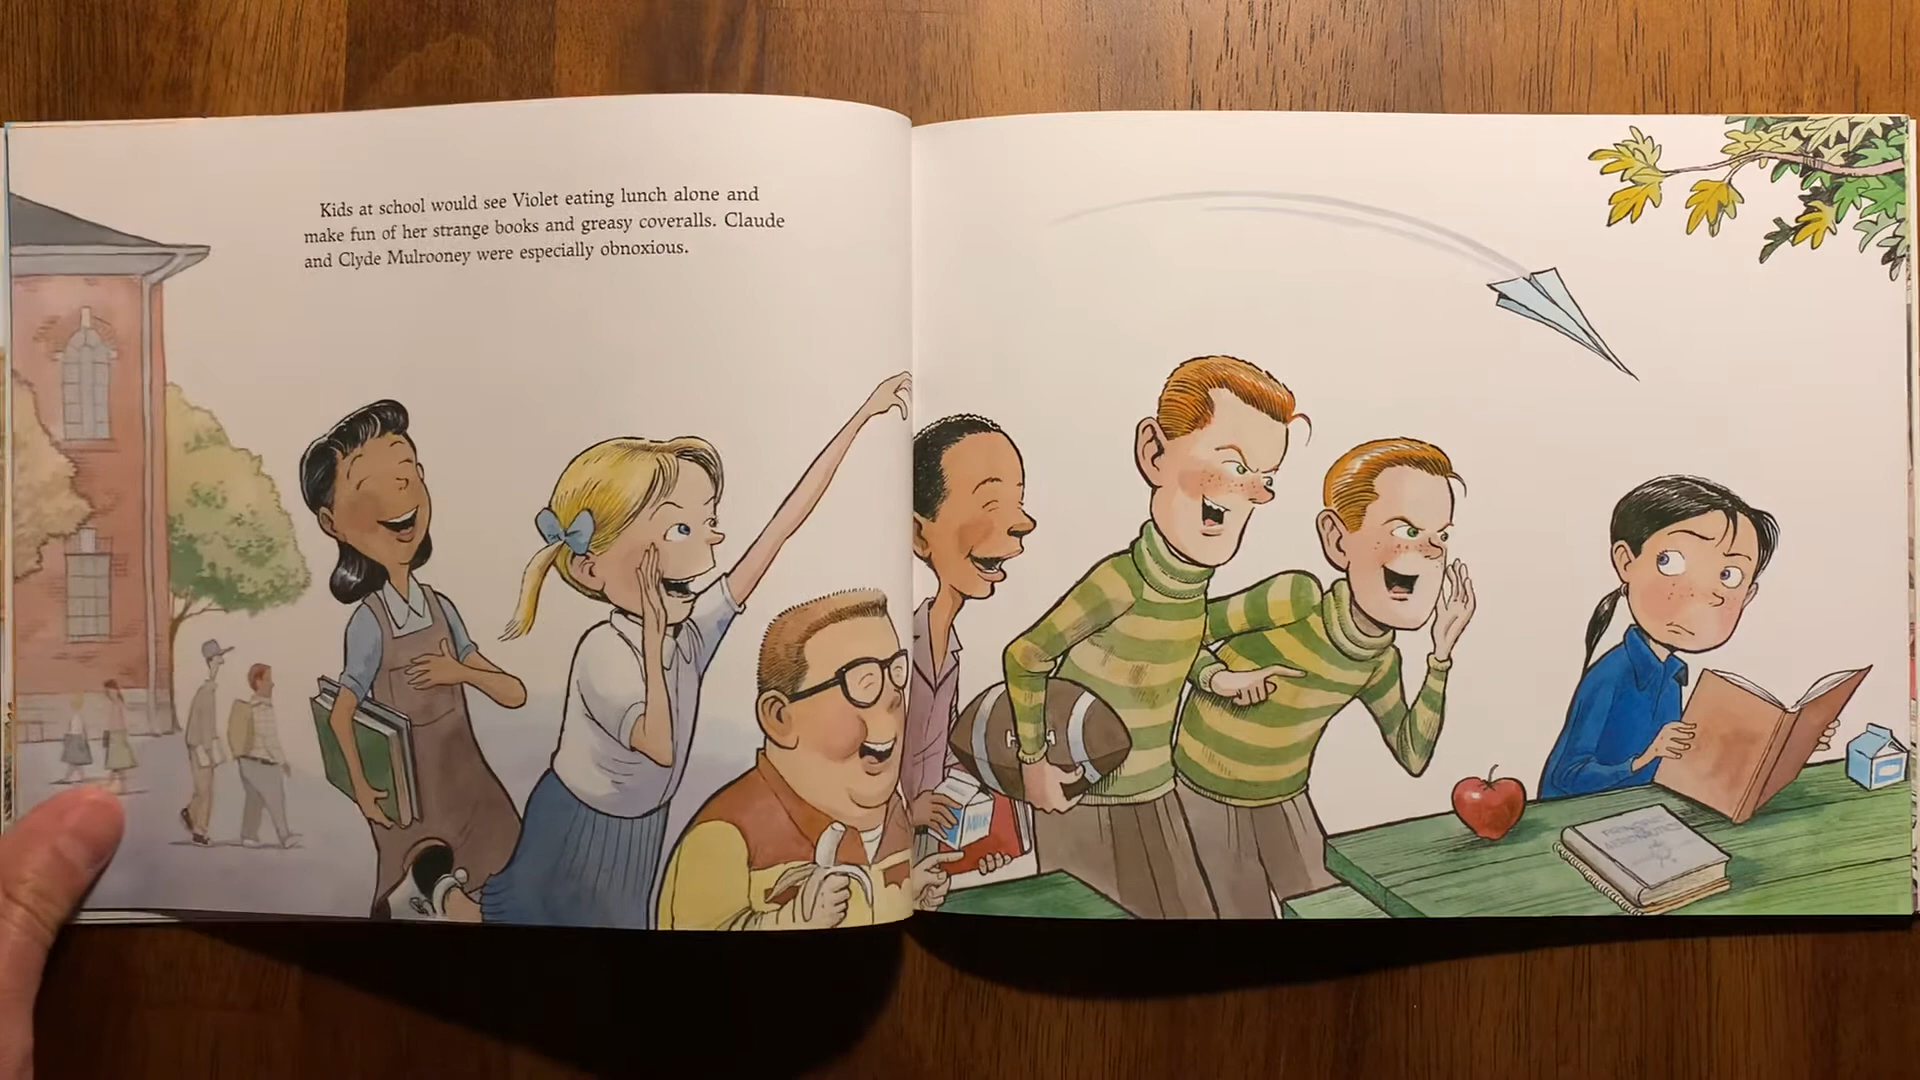 Kids at school would see Violet eating lunch alone and
make fun of her strange books and greasy coveralls. Claude
and Clyde Mulrooney were especially obnoxious.
MILK